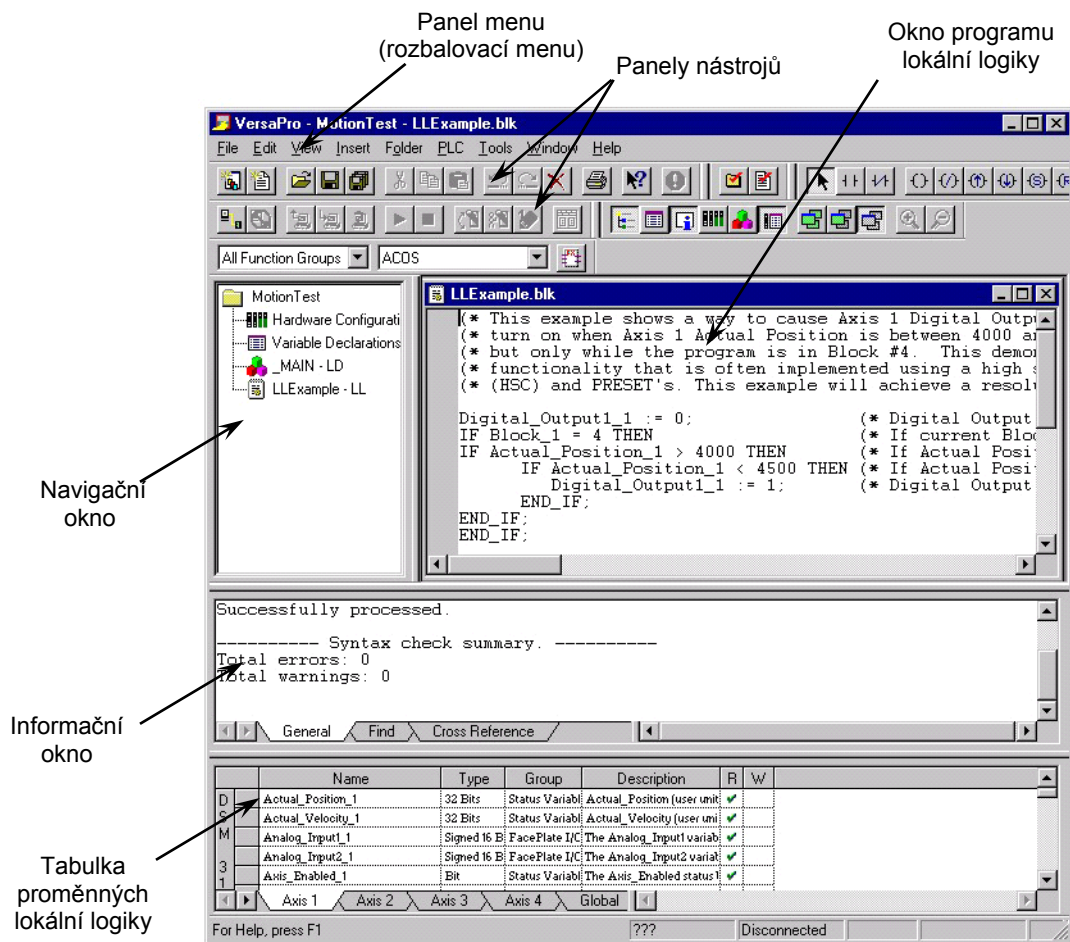 Panel menu
(rozbalovací menu)
Panely nástrojů
Okno programu
lokální logiky
VersaPro - MotionTest - LLExample.blk
File Edit View Insert Folder PLC Tools Window Help
All Function Groups ACOS
MotionTest
Hardware Configurati
Variable Declarations
_MAIN - LD
LLExample - LL
LLExample.blk
(* This example shows a way to cause Axis 1 Digital Outpu
(* turn on when Axis 1 Actual Position is between 4000 an
(* but only while the program is in Block #4. This demon
(* functionality that is often implemented using a high s
(* (HSC) and PRESET's. This example will achieve a resolu
Digital_Output1_1 := 0; (* Digital Output
IF Block_1 = 4 THEN (* If current Bloc
IF Actual_Position_1 > 4000 THEN (* If Actual Posi
IF Actual_Position_1 < 4500 THEN (* If Actual Posi
Digital_Output1_1 := 1; (* Digital Output
END_IF;
END_IF;
END_IF;
Navigační
okno
Successfully processed.
---------- Syntax check summary. ----------
Total errors: 0
Total warnings: 0
General Find Cross Reference
Informační
okno
Name Type Group Description R W
Actual_Position_1 32 Bits Status Variabl Actual_Position (user unit
Actual_Velocity_1 32 Bits Status Variabl Actual_Velocity (user uni
Analog_Input1_1 Signed 16 B FacePlate I/O The Analog_Input1 variab
Analog_Input2_1 Signed 16 B FacePlate I/O The Analog_Input2 variab
Axis_Enabled_1 Bit Status Variabl The Axis_Enabled status
DSM 31
Axis 1 Axis 2 Axis 3 Axis 4 Global
Tabulka
proměnných
lokální logiky
For Help, press F1 ??? Disconnected